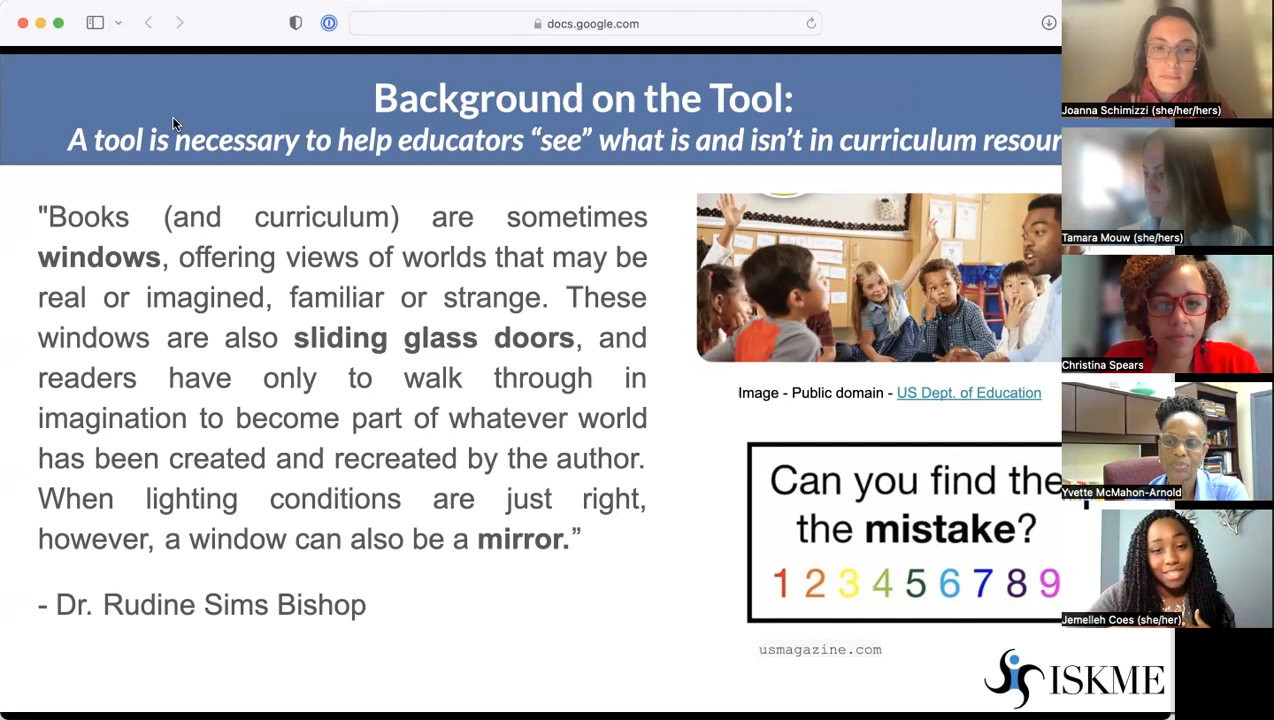 docs.google.com
Background on the Tool:
A tool is necessary to help educators “see” what is and isn’t in curriculum resour
"Books (and curriculum) are sometimes
windows, offering views of worlds that may be
real or imagined, familiar or strange. These
windows are also sliding glass doors, and
readers have only to walk through in
imagination to become part of whatever world
has been created and recreated by the author.
When lighting conditions are just right,
however, a window can also be a mirror.”
- Dr. Rudine Sims Bishop
Image - Public domain - US Dept. of Education
Can you find the
the mistake?
1 2 3 4 5 6 7 8 9
usmagazine.com
ISKME
Joanna Schimizzi (she/her/hers)
Tamara Mouw (she/hers)
Christina Spears
Yvette McMahon-Arnold
Jemelleh Coes (she/her)